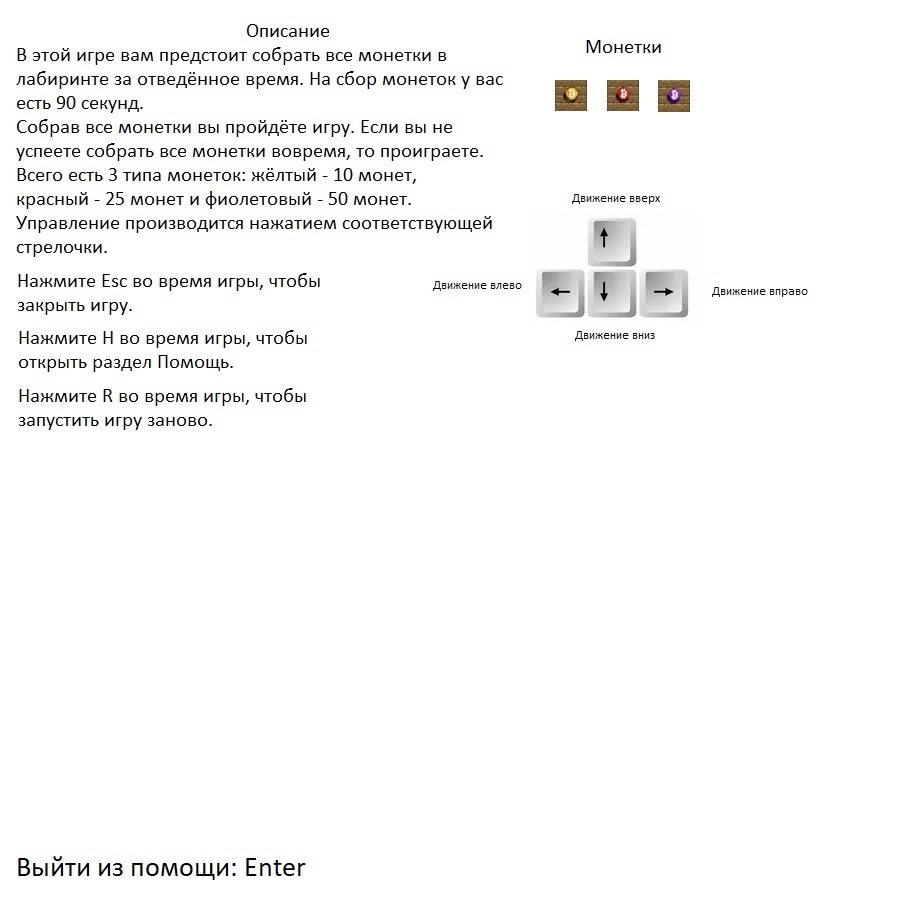 Описание
В этой игре вам предстоит собрать все монетки в
лабиринте за отведённое время. На сбор монеток у вас
есть 90 секунд.
Собрав все монетки вы пройдёте игру. Если вы не
успеете собрать все монетки вовремя, то проиграете.
Всего есть 3 типа монеток: жёлтый - 10 монет,
красный - 25 монет и фиолетовый - 50 монет.
Управление производится нажатием соответствующей
стрелочки.
Нажмите Esc во время игры, чтобы
закрыть игру.
Нажмите H во время игры, чтобы
открыть раздел Помощь.
Нажмите R во время игры, чтобы
запустить игру заново.
Монетки
Движение вверх
Движение влево
Движение вправо
Движение вниз
Выйти из помощи: Enter